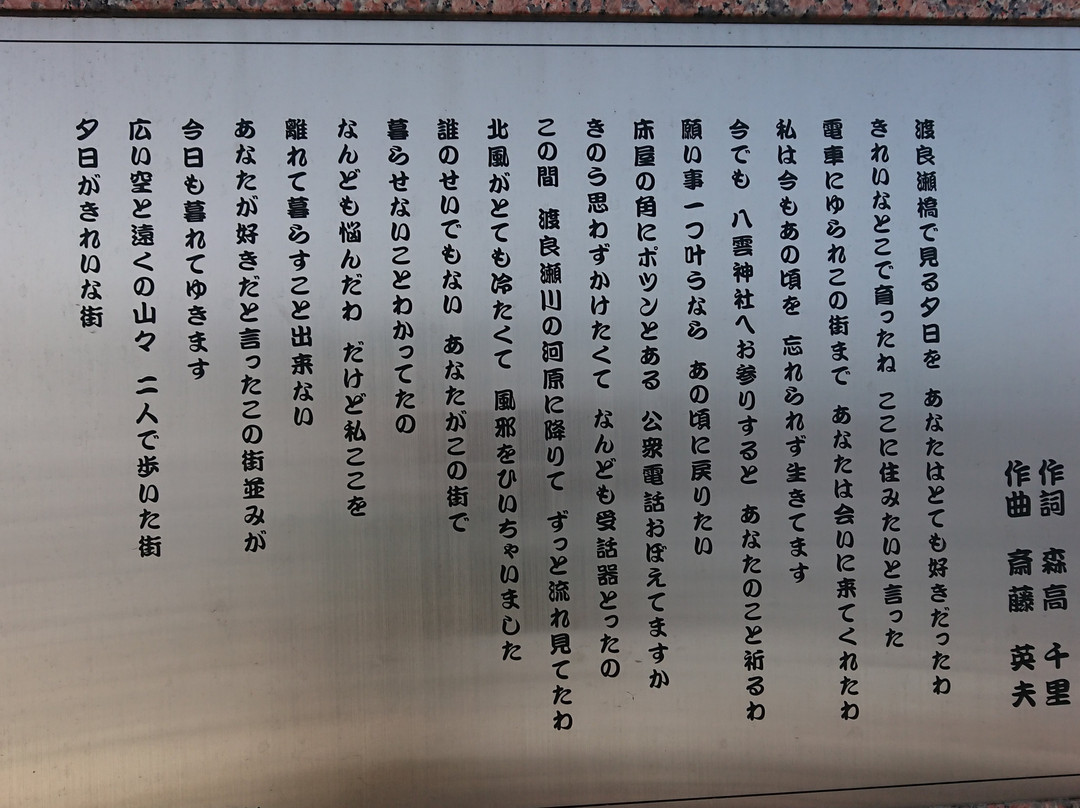 作詞 森高 千里
作曲 斎藤 英夫
渡良瀬橋で見る夕日を あなたはとても好きだったわ
きれいなとこで育ったね ここに住みたいと言った
電車にゆられこの街まで あなたは会いに来てくれたわ
私は今もあの頃を 忘れられず生きてます
今でも 八雲神社へお参りすると あなたのこと祈るわ
願い事一つ叶うなら あの頃に戻りたい
床屋の角にポツンとある 公衆電話おぼえてますか
きのう思わずかけたくて なんども受話器とったの
この間 渡良瀬川の河原に降りて ずっと流れ見てたわ
北風がとても冷たくて 風邪をひいちゃいました
誰のせいでもない あなたがこの街で
暮らせないことわかってたの
なんども悩んだわ だけど私ここを
離れて暮らすこと出来ない
あなたが好きだと言ったこの街並みが
今日も暮れてゆきます
広い空と遠くの山々 二人で歩いた街
夕日がきれいな街